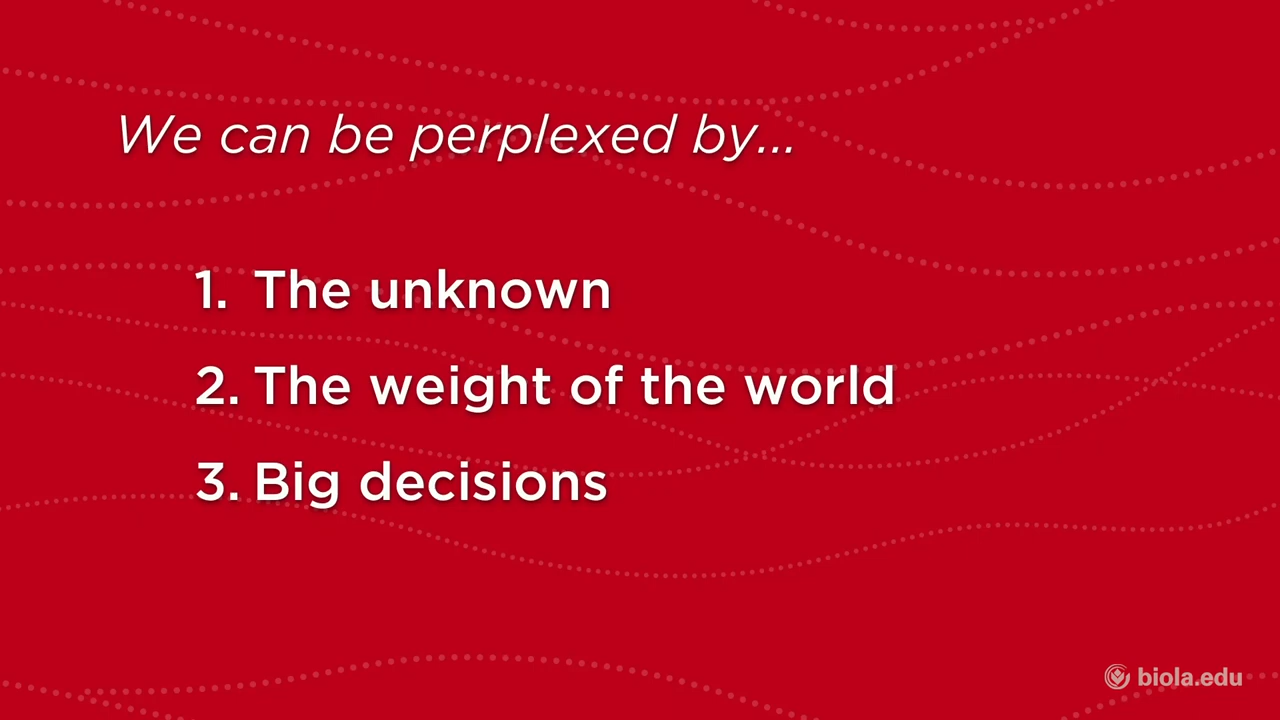 We can be perplexed by...
1. The unknown
2. The weight of the world
3. Big decisions
biola.edu